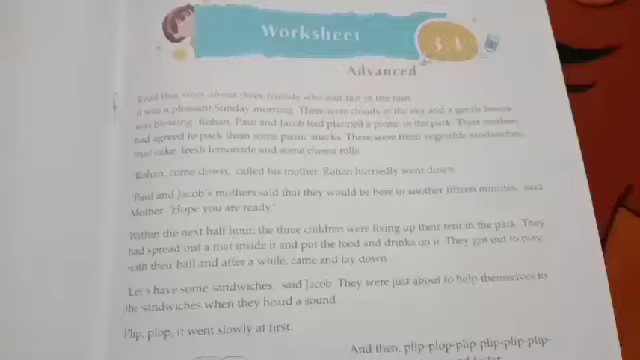 Worksheet
3.1
Advanced
Read this story about three friends who sat out in the rain.
It was a pleasant Sunday morning. There were clouds in the sky and a gentle breeze
was blowing. Rohan, Paul and Jacob had planned a picnic in the park. Their mothers
had agreed to pack them some picnic snacks. There were fresh vegetable sandwiches,
cake, fresh lemonade and some cheese rolls.
Rohan, come down, called his mother. Rohan hurriedly went down.
Paul and Jacob's mothers said that they would be here in another fifteen minutes, said
Mother. Hope you are ready.
Within the next half hour, the three children were fixing up their tent in the park. They
had spread out a mat inside it and put the food and drinks on it. They got out to play
with their ball and after a while, came and lay down.
Let's have some sandwiches, said Jacob. They were just about to help themselves to
the sandwiches when they heard a sound.
Plip, plop, it went slowly at first.
And then, plip-plop-plip-plip-plip-plip-
faster